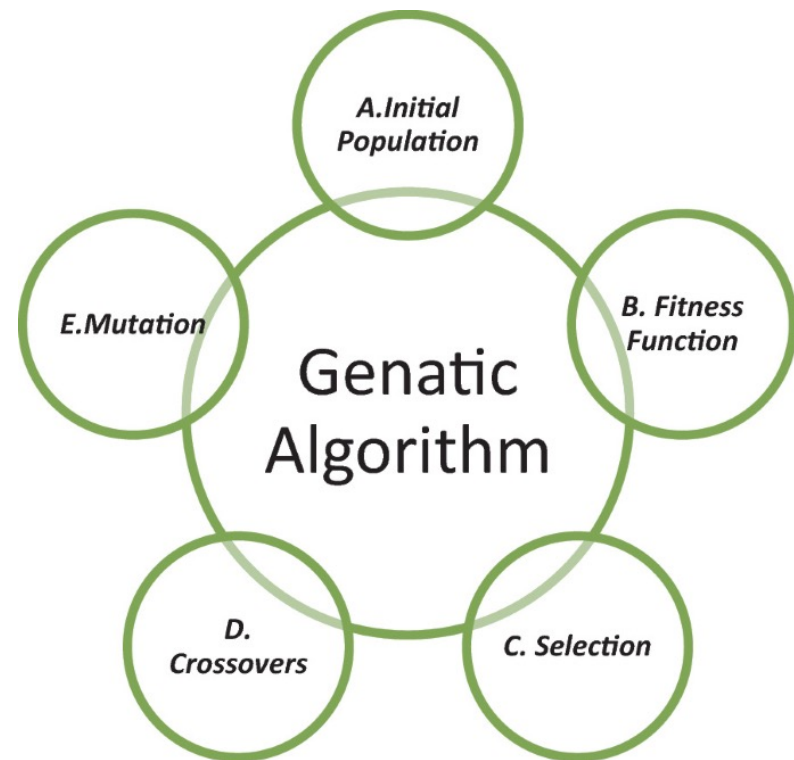 A.Initial
Population
B. Fitness
Function
C. Selection
D.
Crossovers
E.Mutation
Genatic
Algorithm